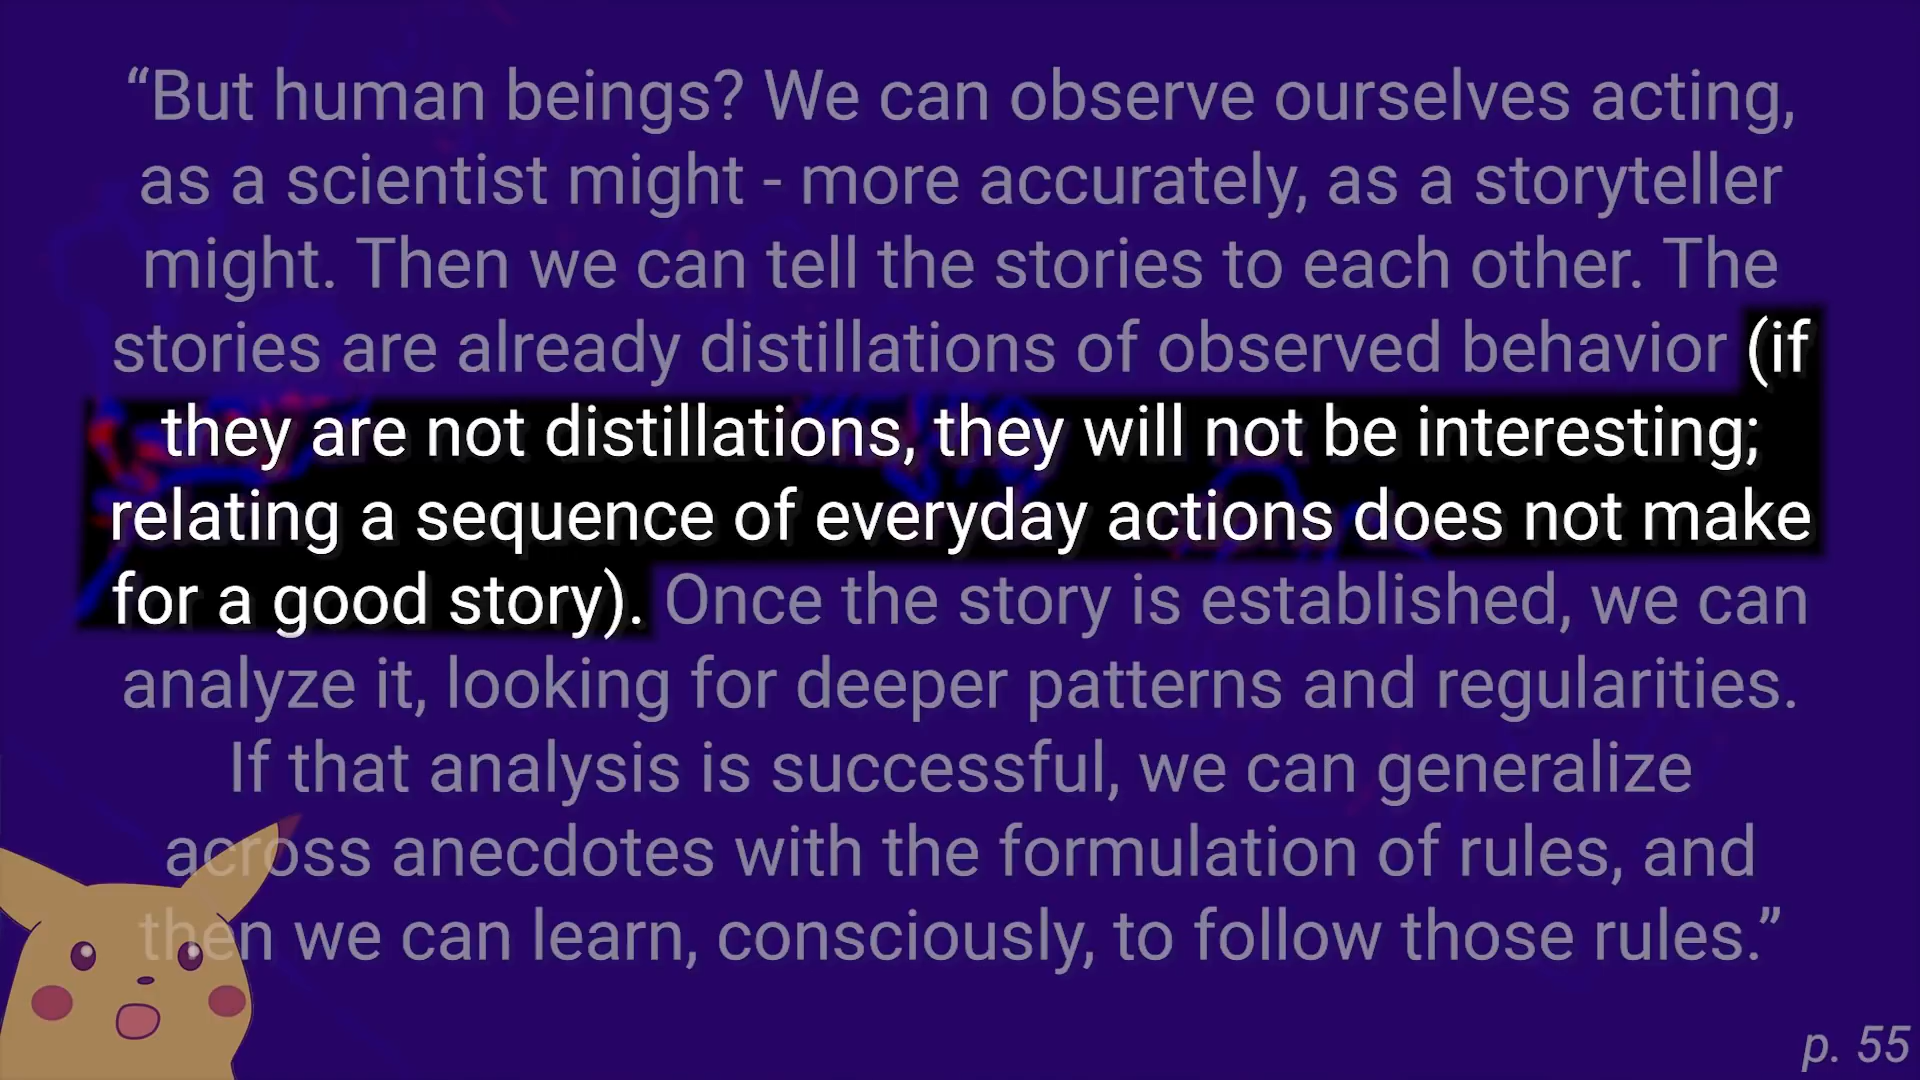 “But human beings? We can observe ourselves acting,
as a scientist might - more accurately, as a storyteller
might. Then we can tell the stories to each other. The
stories are already distillations of observed behavior (if
they are not distillations, they will not be interesting;
relating a sequence of everyday actions does not make
for a good story). Once the story is established, we can
analyze it, looking for deeper patterns and regularities.
If that analysis is successful, we can generalize
across anecdotes with the formulation of rules, and
then we can learn, consciously, to follow those rules.”
p. 55